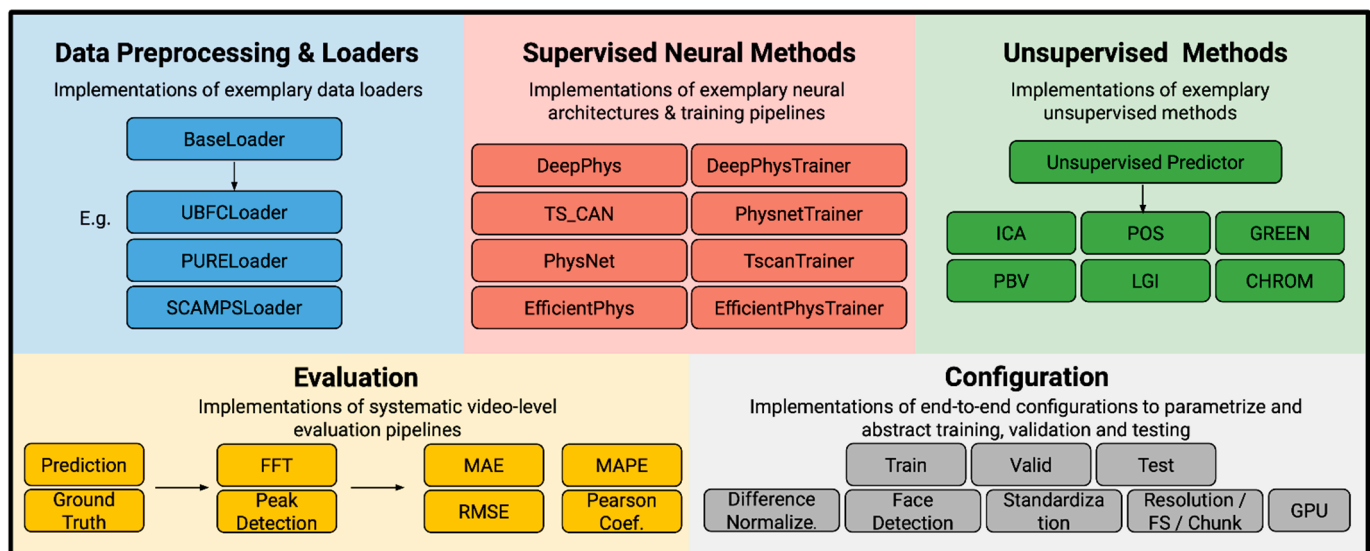 Data Preprocessing & Loaders
Implementations of exemplary data loaders
BaseLoader
E.g.
UBFCLoader
PURELoader
SCAMPSLoader
Supervised Neural Methods
Implementations of exemplary neural
architectures & training pipelines
DeepPhys
DeepPhysTrainer
TS_CAN
PhysnetTrainer
PhysNet
TscanTrainer
EfficientPhys
EfficientPhysTrainer
Unsupervised Methods
Implementations of exemplary
unsupervised methods
Unsupervised Predictor
ICA
POS
GREEN
PBV
LGI
CHROM
Evaluation
Implementations of systematic video-level
evaluation pipelines
Prediction
Ground
Truth
FFT
Peak
Detection
MAE
MAPE
RMSE
Pearson
Coef.
Configuration
Implementations of end-to-end configurations to parametrize and
abstract training, validation and testing
Train
Valid
Test
Difference
Normalize.
Face
Detection
Standardiza
tion
Resolution /
FS / Chunk
GPU